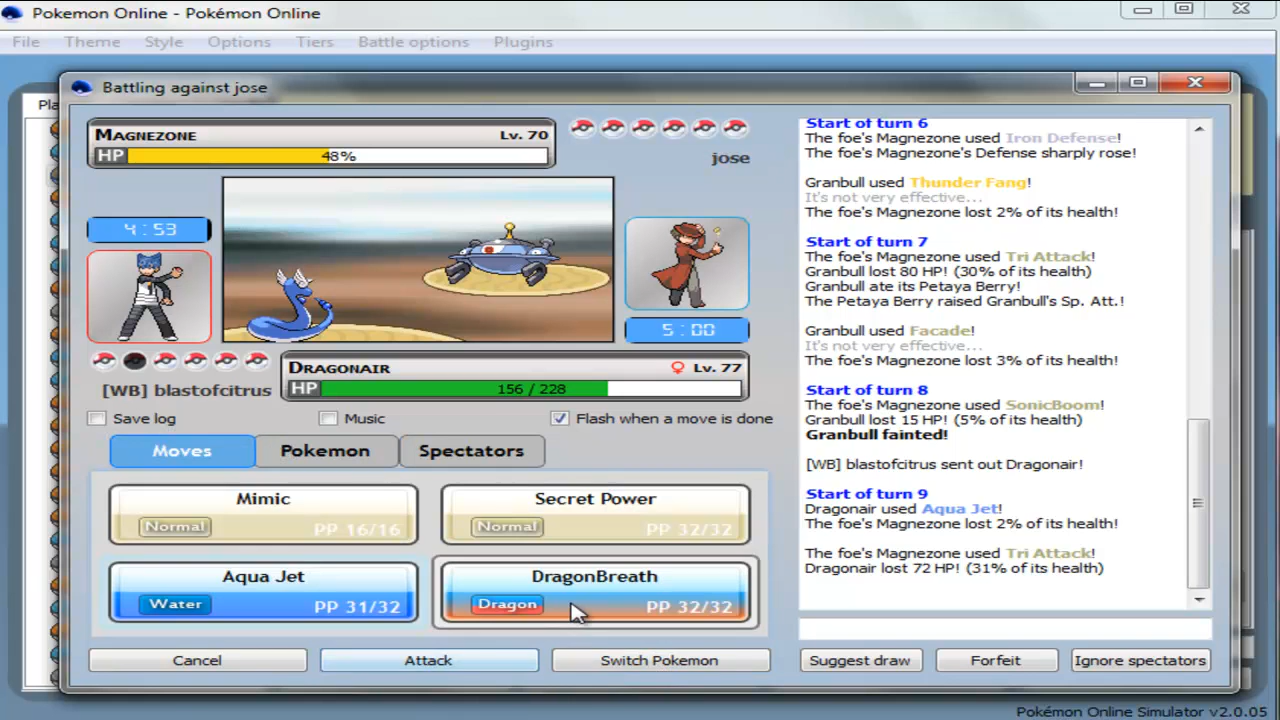 Pokemon Online - Pokémon Online
File Theme Style Options Tiers Battle options Plugins
Pla
Battling against jose
MAGNEZONE Lv. 70
HP 48%
jose
4:53
5:00
DRAGONAIR ♀ Lv. 77
HP 156 / 228
[WB] blastofcitrus
Save log Music Flash when a move is done
Moves Pokemon Spectators
Mimic
Normal PP 16/16
Secret Power
Normal PP 32/32
Aqua Jet
Water PP 31/32
DragonBreath
Dragon PP 32/32
Cancel Attack Switch Pokemon
Start of turn 6
The foe's Magnezone used Iron Defense!
The foe's Magnezone's Defense sharply rose!
Granbull used Thunder Fang!
It's not very effective...
The foe's Magnezone lost 2% of its health!
Start of turn 7
The foe's Magnezone used Tri Attack!
Granbull lost 80 HP! (30% of its health)
Granbull ate its Petaya Berry!
The Petaya Berry raised Granbull's Sp. Att.!
Granbull used Facade!
It's not very effective...
The foe's Magnezone lost 3% of its health!
Start of turn 8
The foe's Magnezone used SonicBoom!
Granbull lost 15 HP! (5% of its health)
Granbull fainted!
[WB] blastofcitrus sent out Dragonair!
Start of turn 9
Dragonair used Aqua Jet!
The foe's Magnezone lost 2% of its health!
The foe's Magnezone used Tri Attack!
Dragonair lost 72 HP! (31% of its health)
Suggest draw Forfeit Ignore spectators
Pokémon Online Simulator v2.0.05